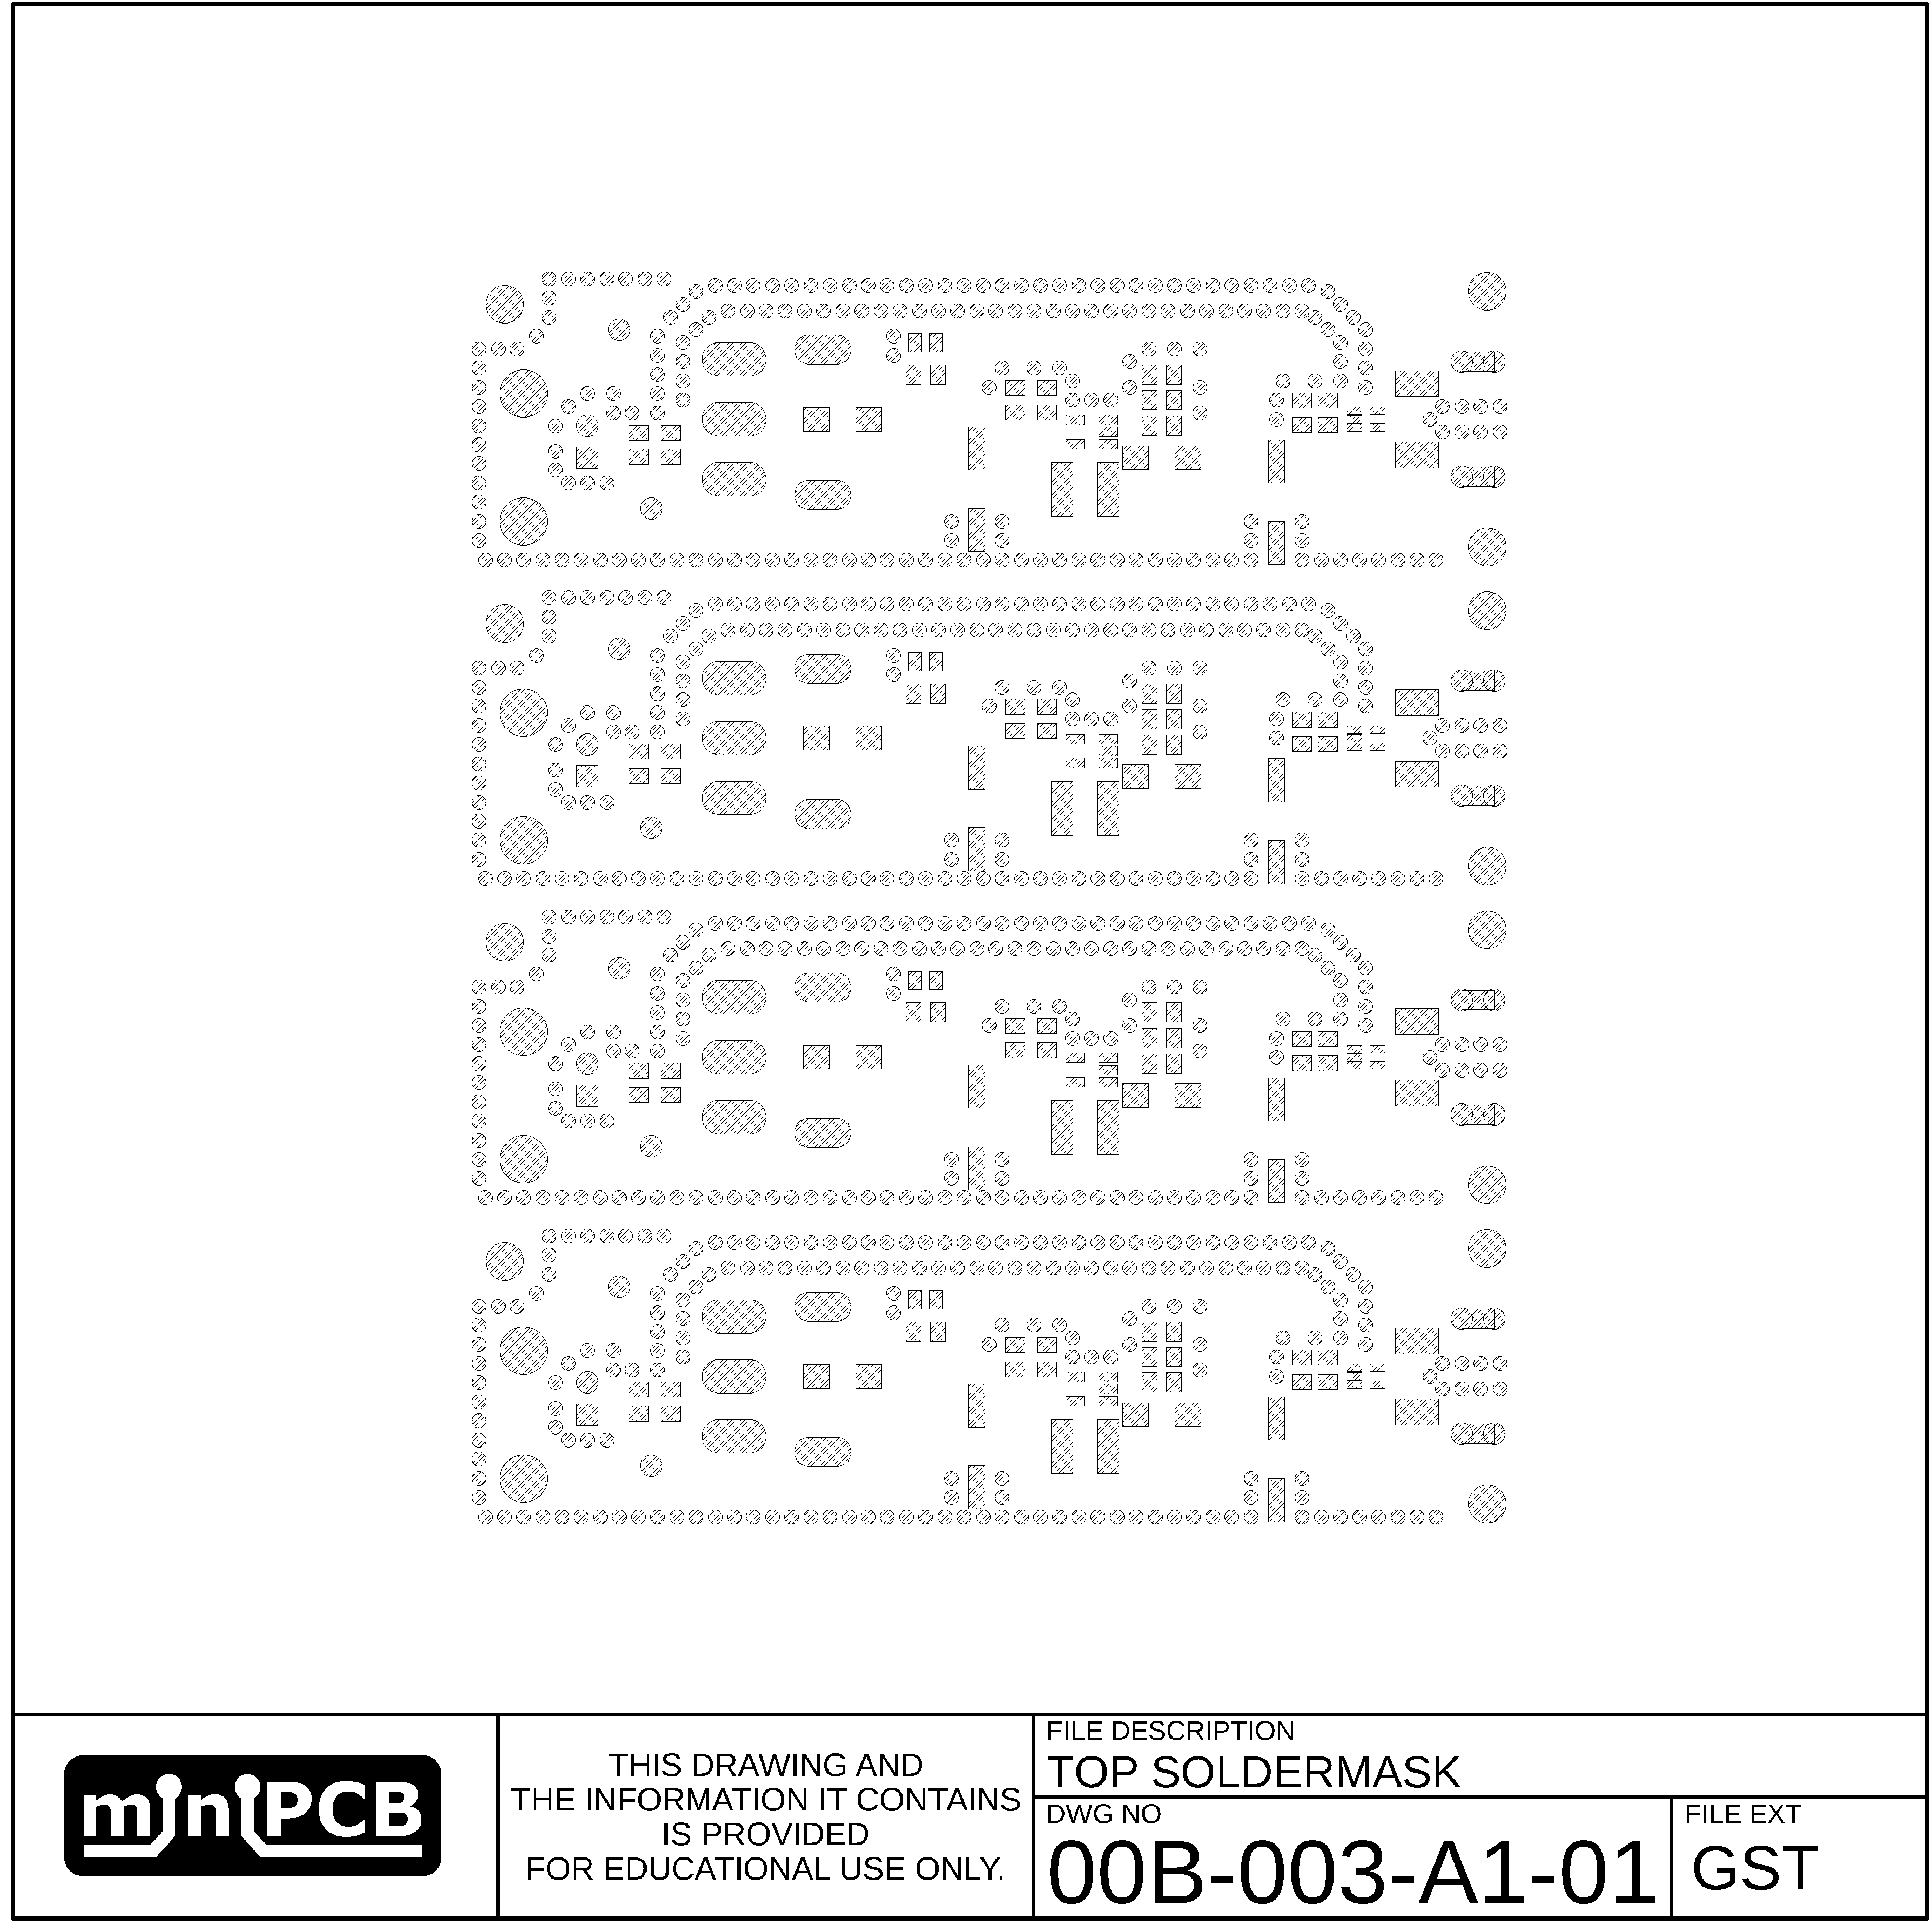 miniPCB
THIS DRAWING AND
THE INFORMATION IT CONTAINS
IS PROVIDED
FOR EDUCATIONAL USE ONLY.
FILE DESCRIPTION
TOP SOLDERMASK
DWG NO
00B-003-A1-01
FILE EXT
GST